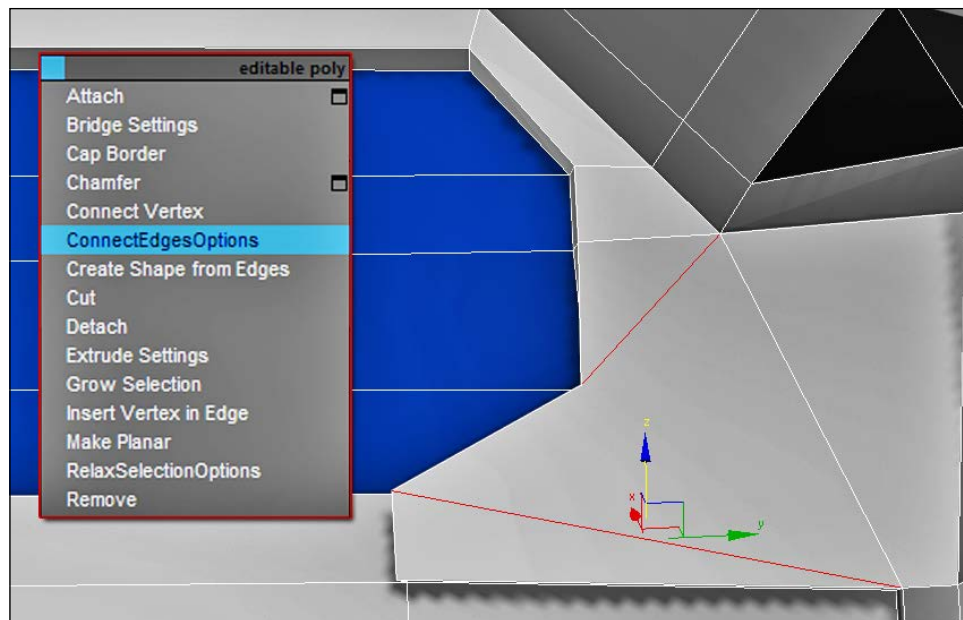 editable poly
Attach
Bridge Settings
Cap Border
Chamfer
Connect Vertex
ConnectEdgesOptions
Create Shape from Edges
Cut
Detach
Extrude Settings
Grow Selection
Insert Vertex in Edge
Make Planar
RelaxSelectionOptions
Remove
z
x
y